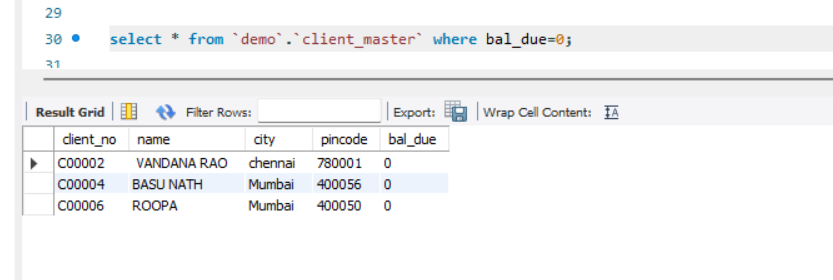 29
30 select * from `demo`.`client_master` where bal_due=0;
31
Result Grid Filter Rows: Export: Wrap Cell Content: IA
client_no name city pincode bal_due
C00002 VANDANA RAO chennai 780001 0
C00004 BASU NATH Mumbai 400056 0
C00006 ROOPA Mumbai 400050 0